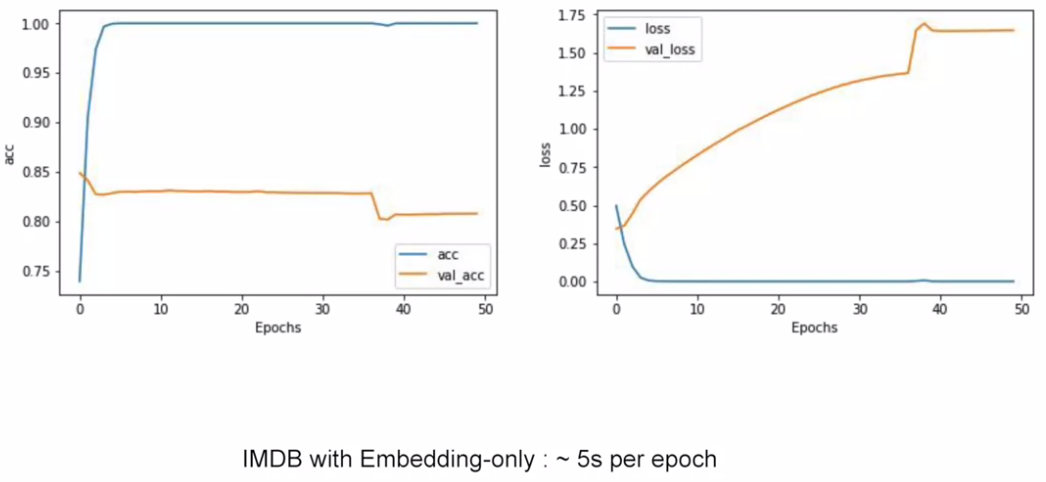 1.00
0.95
0.90
0.85
0.80
0.75
acc
acc
val_acc
0 10 20 30 40 50
Epochs
1.75
1.50
1.25
1.00
0.75
0.50
0.25
0.00
loss
loss
val_loss
0 10 20 30 40 50
Epochs
IMDB with Embedding-only : ~ 5s per epoch